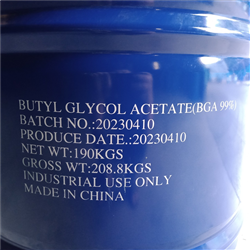 BUTYL GLYCOL ACETATE(BGA 99%)
BATCH NO.:20230410
PRODUCE DATE.:20230410
NET WT:190KGS
GROSS WT:208.8KGS
INDUSTRIAL USE ONLY
MADE IN CHINA